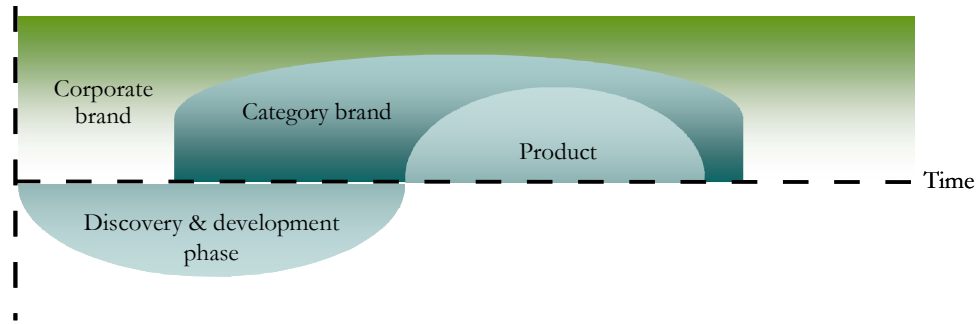 Corporate
brand
Category brand
Product
Time
Discovery & development
phase